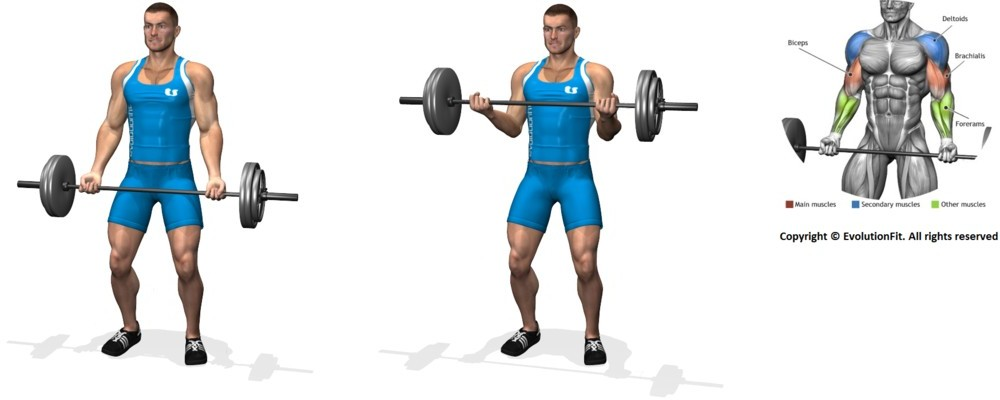 Deltoids
Biceps
Brachialis
Forerams
Main muscles Secondary muscles Other muscles
Copyright © EvolutionFit. All rights reserved